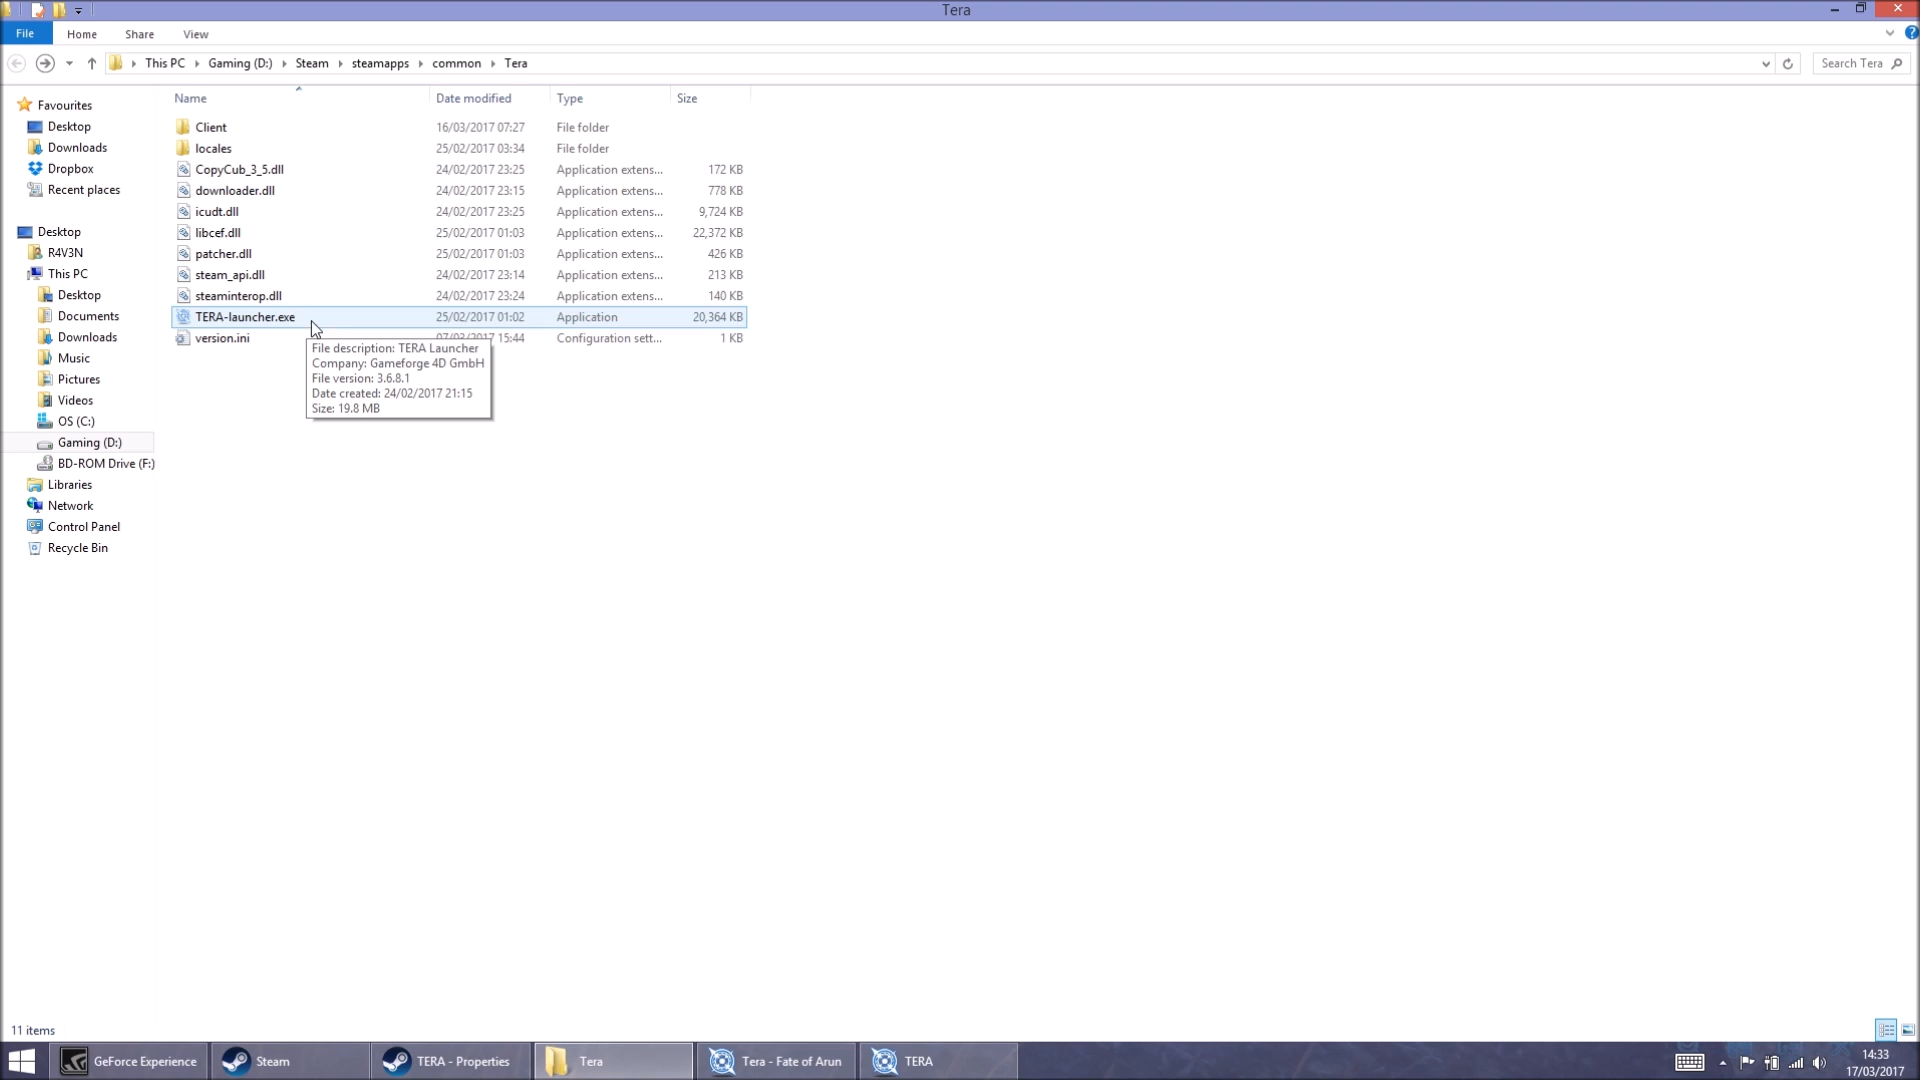 Tera
File Home Share View
This PC Gaming (D:) Steam steamapps common Tera Search Tera
Name Date modified Type Size
Favourites
Desktop
Downloads
Dropbox
Recent places
Desktop
R4V3N
This PC
Desktop
Documents
Downloads
Music
Pictures
Videos
OS (C:)
Gaming (D:)
BD-ROM Drive (F:)
Libraries
Network
Control Panel
Recycle Bin
Client 16/03/2017 07:27 File folder
locales 25/02/2017 03:34 File folder
CopyCub_3_5.dll 24/02/2017 23:25 Application extens... 172 KB
downloader.dll 24/02/2017 23:15 Application extens... 778 KB
icudt.dll 24/02/2017 23:25 Application extens... 9,724 KB
libcef.dll 25/02/2017 01:03 Application extens... 22,372 KB
patcher.dll 25/02/2017 01:03 Application extens... 426 KB
steam_api.dll 24/02/2017 23:14 Application extens... 213 KB
steaminterop.dll 24/02/2017 23:24 Application extens... 140 KB
TERA-launcher.exe 25/02/2017 01:02 Application 20,364 KB
version.ini 07/03/2017 15:44 Configuration sett... 1 KB
File description: TERA Launcher
Company: Gameforge 4D GmbH
File version: 3.6.8.1
Date created: 24/02/2017 21:15
Size: 19.8 MB
11 items
GeForce Experience Steam TERA - Properties Tera Tera - Fate of Arun TERA
14:33
17/03/2017